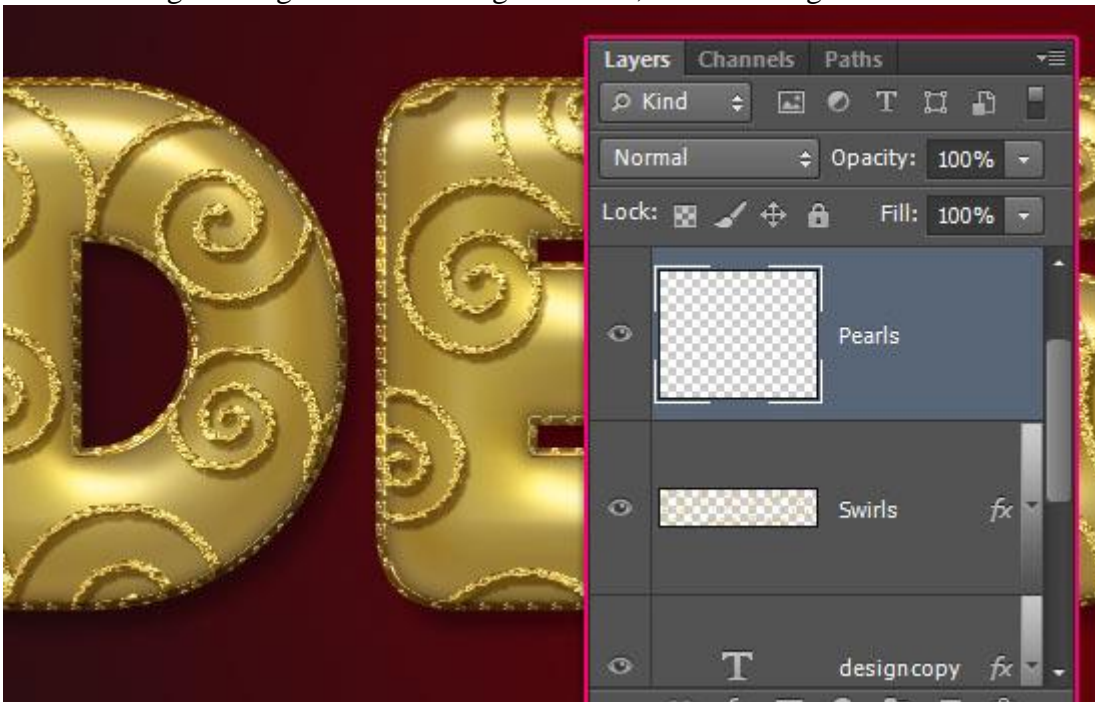 D E
Layers Channels Paths
Kind T
Normal Opacity: 100%
Lock: Fill: 100%
Pearls
Swirls fx
T designcopy fx